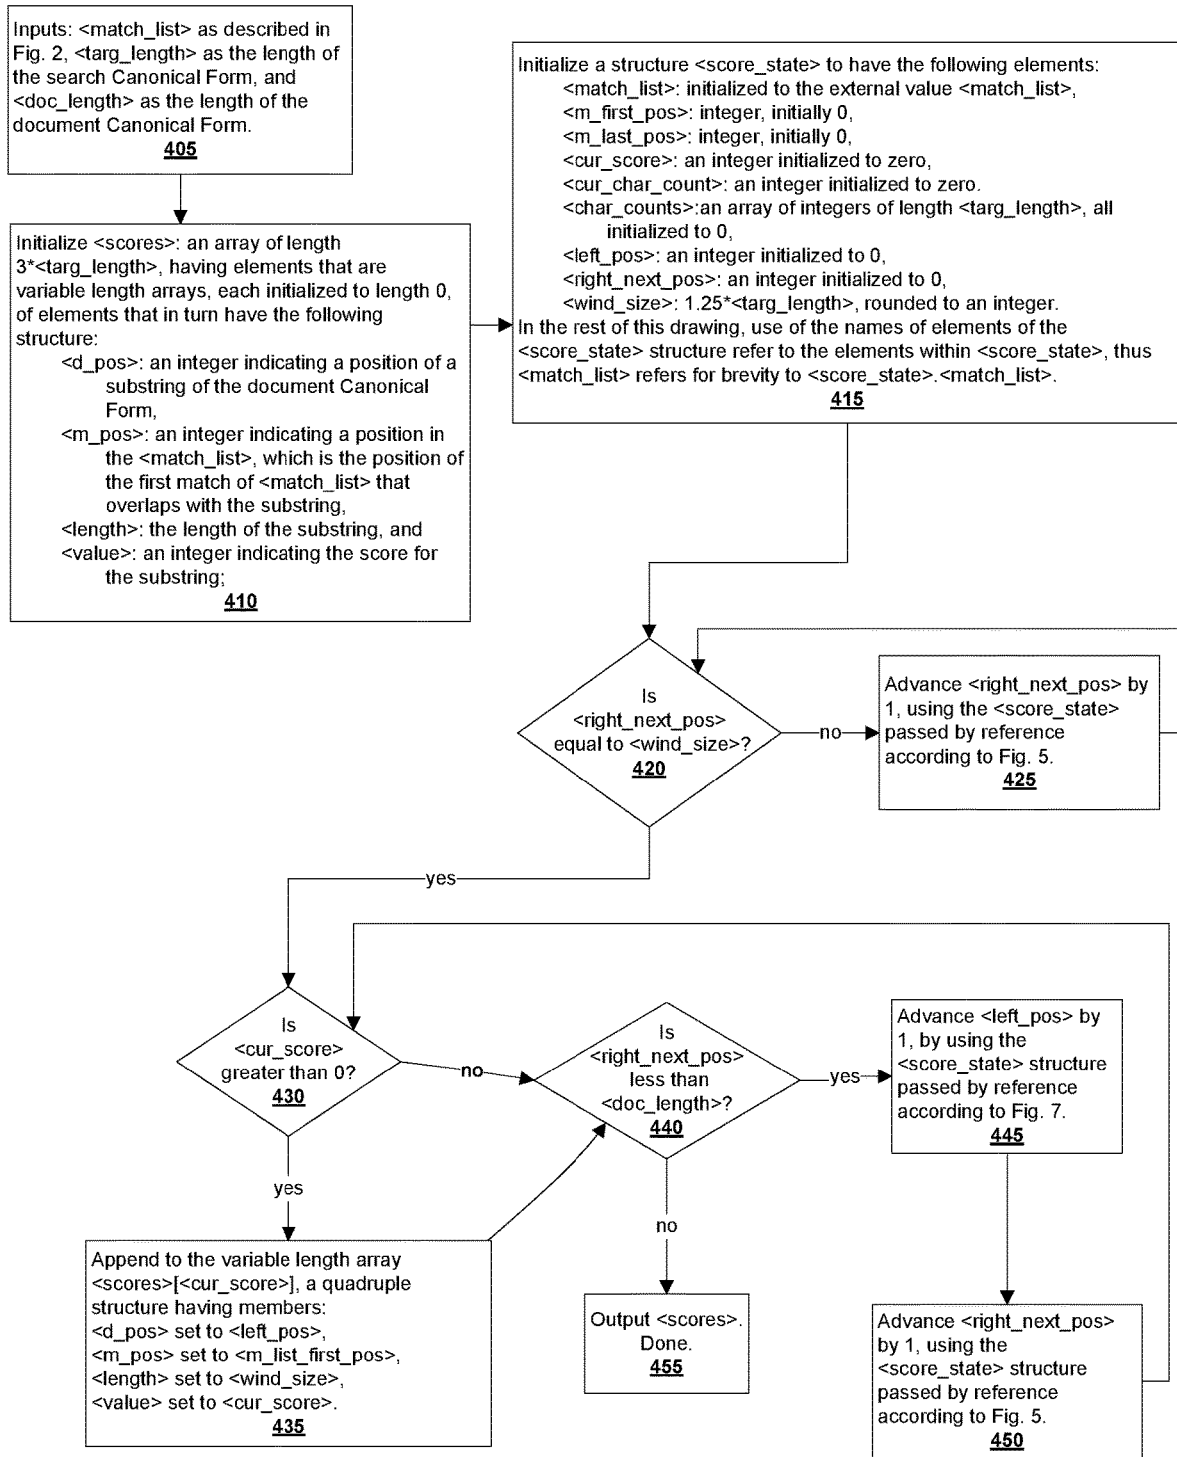 Inputs: <match_list> as described in
Fig. 2, <targ_length> as the length of
the search Canonical Form, and
<doc_length> as the length of the
document Canonical Form.
405
Initialize <scores>: an array of length
3*<targ_length>, having elements that are
variable length arrays, each initialized to length 0,
of elements that in turn have the following
structure:
<d_pos>: an integer indicating a position of a
substring of the document Canonical
Form,
<m_pos>: an integer indicating a position in
the <match_list>, which is the position of
the first match of <match_list> that
overlaps with the substring,
<length>: the length of the substring, and
<value>: an integer indicating the score for
the substring;
410
Initialize a structure <score_state> to have the following elements:
<match_list>: initialized to the external value <match_list>,
<m_first_pos>: integer, initially 0,
<m_last_pos>: integer, initially 0,
<cur_score>: an integer initialized to zero,
<cur_char_count>: an integer initialized to zero.
<char_counts>:an array of integers of length <targ_length>, all
initialized to 0,
<left_pos>: an integer initialized to 0,
<right_next_pos>: an integer initialized to 0,
<wind_size>: 1.25*<targ_length>, rounded to an integer.
In the rest of this drawing, use of the names of elements of the
<score_state> structure refer to the elements within <score_state>, thus
<match_list> refers for brevity to <score_state>.<match_list>.
415
Is
<right_next_pos>
equal to <wind_size>?
420
no
Advance <right_next_pos> by
1, using the <score_state>
passed by reference
according to Fig. 5.
425
yes
Is
<cur_score>
greater than 0?
430
no
Is
<right_next_pos>
less than
<doc_length>?
440
yes
Advance <left_pos> by
1, by using the
<score_state> structure
passed by reference
according to Fig. 7.
445
yes
no
Append to the variable length array
<scores>[<cur_score>], a quadruple
structure having members:
<d_pos> set to <left_pos>,
<m_pos> set to <m_list_first_pos>,
<length> set to <wind_size>,
<value> set to <cur_score>.
435
Output <scores>.
Done.
455
Advance <right_next_pos>
by 1, using the
<score_state> structure
passed by reference
according to Fig. 5.
450